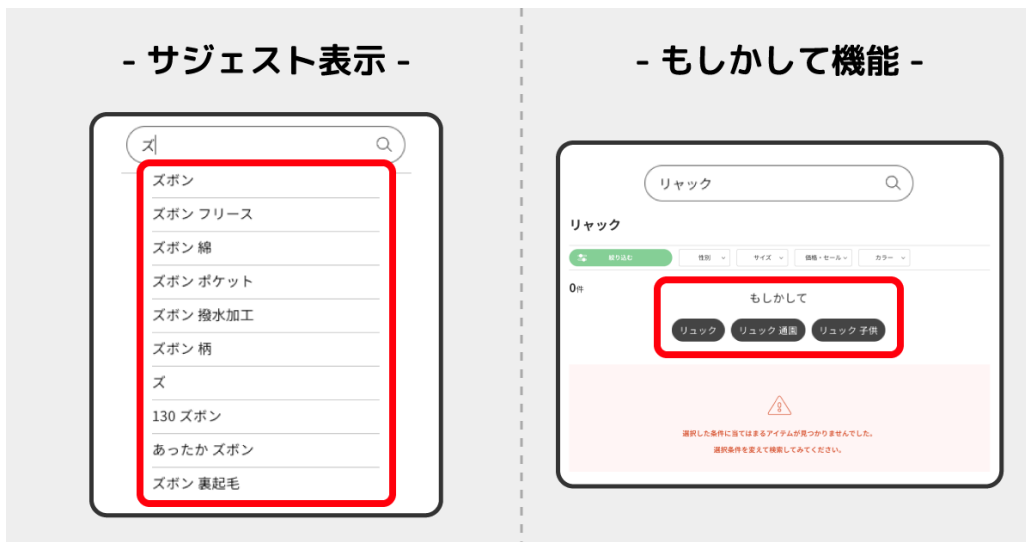 - サジェスト表示 -
ズ
ズボン
ズボン フリース
ズボン 綿
ズボン ポケット
ズボン 撥水加工
ズボン 柄
ズ
130 ズボン
あったか ズボン
ズボン 裏起毛
- もしかして機能 -
リャック
リャック
絞り込む 性別 サイズ 価格・セール カラー
0件
もしかして
リュック リュック 通園 リュック 子供
選択した条件に当てはまるアイテムが見つかりませんでした。
選択条件を変えて検索してみてください。